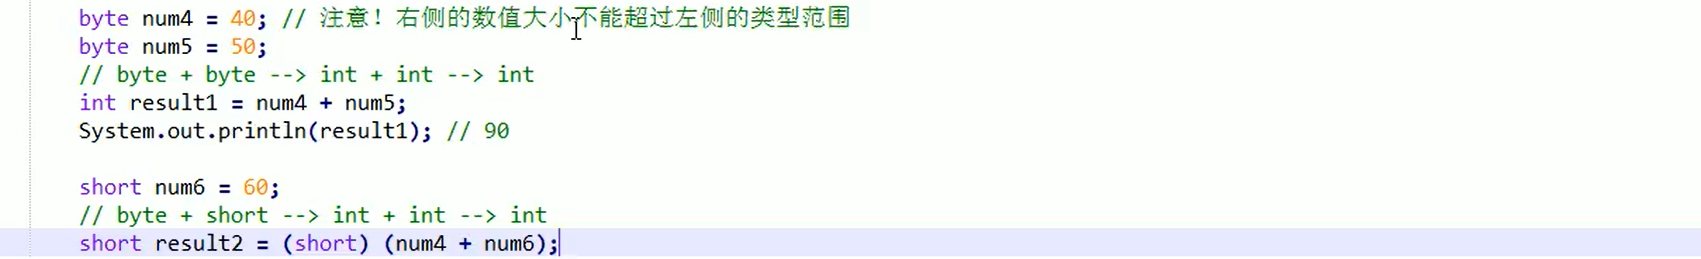 byte num4 = 40; // 注意！右侧的数值大小不能超过左侧的类型范围
byte num5 = 50;
// byte + byte --> int + int --> int
int result1 = num4 + num5;
System.out.println(result1); // 90
short num6 = 60;
// byte + short --> int + int --> int
short result2 = (short) (num4 + num6);